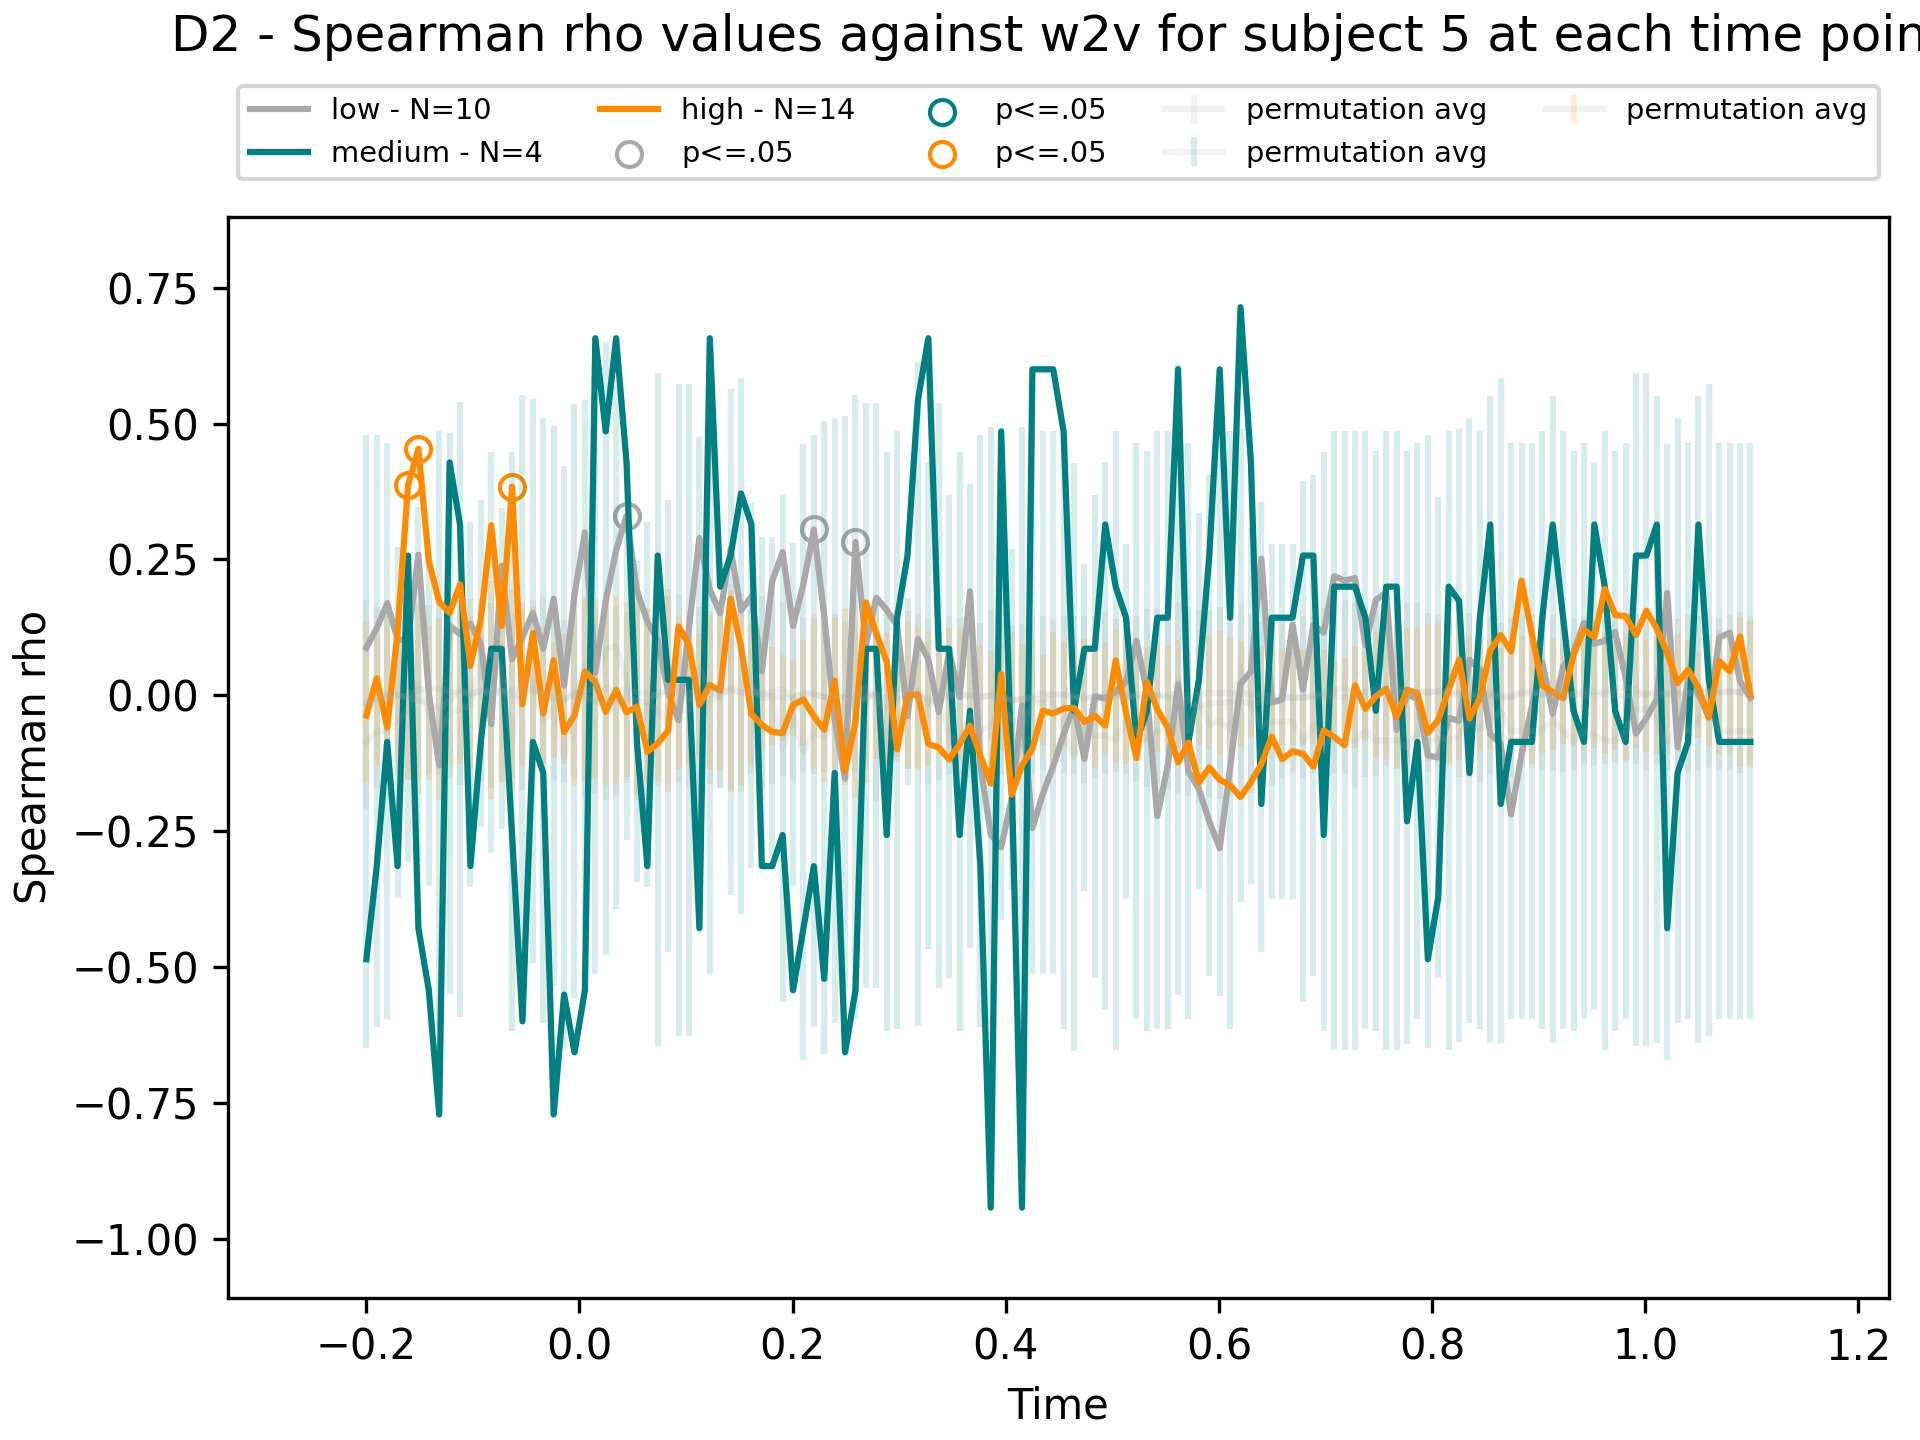 D2 - Spearman rho values against w2v for subject 5 at each time poin
low - N=10 high - N=14 p<=.05 permutation avg permutation avg
medium - N=4 p<=.05 p<=.05 permutation avg
0.75
0.50
0.25
0.00
−0.25
−0.50
−0.75
−1.00
Spearman rho
−0.2 0.0 0.2 0.4 0.6 0.8 1.0 1.2
Time